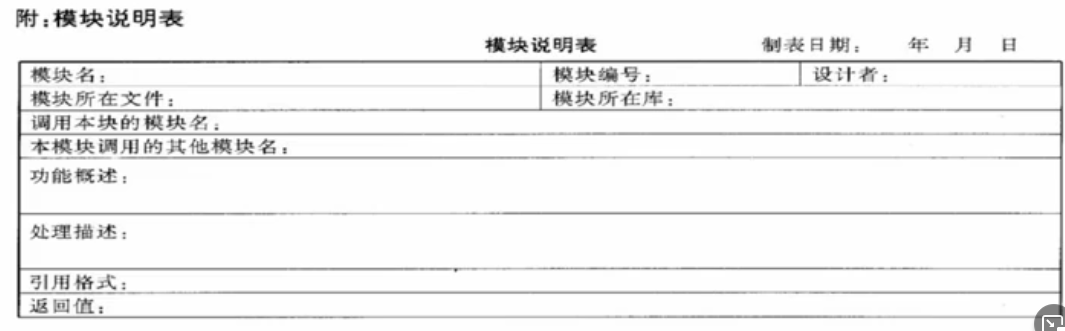 附：模块说明表
模块说明表 制表日期： 年 月 日
模块名： 模块编号： 设计者：
模块所在文件： 模块所在库：
调用本块的模块名：
本模块调用的其他模块名：
功能概述：
处理描述：
引用格式：
返回值：